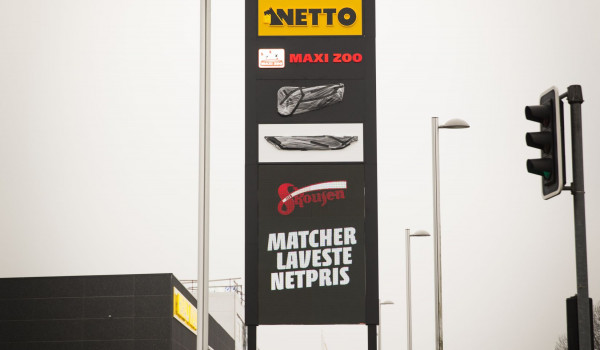 NETTO
MAXI ZOO
Skousen
MATCHER
LAVESTE
NETPRIS